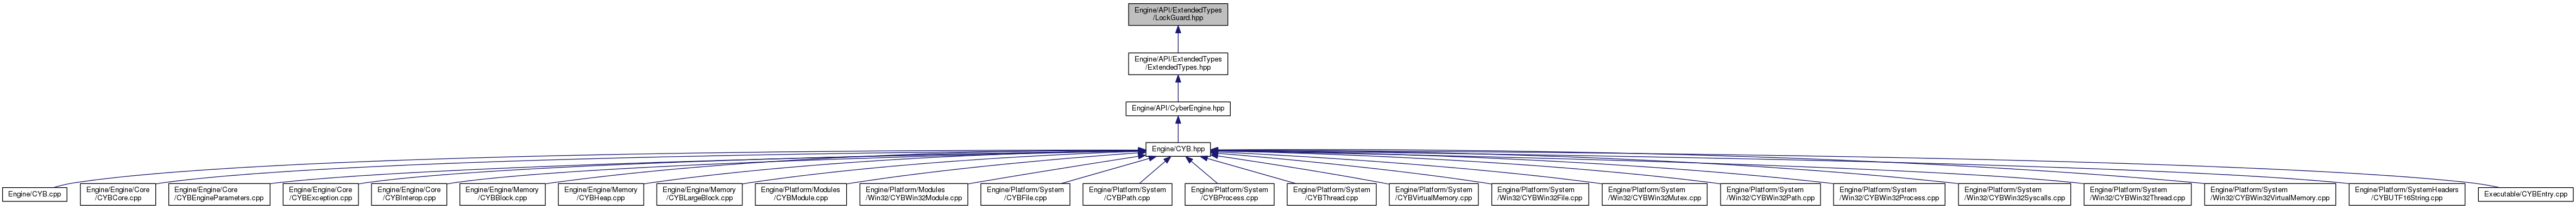 Engine/API/ExtendedTypes
/LockGuard.hpp
Engine/API/ExtendedTypes
/ExtendedTypes.hpp
Engine/API/CyberEngine.hpp
Engine/CYB.hpp
Engine/CYB.cpp
Engine/Engine/Core
/CYBCore.cpp
Engine/Engine/Core
/CYBEngineParameters.cpp
Engine/Engine/Core
/CYBException.cpp
Engine/Engine/Core
/CYBInterop.cpp
Engine/Engine/Memory
/CYBBlock.cpp
Engine/Engine/Memory
/CYBHeap.cpp
Engine/Engine/Memory
/CYBLargeBlock.cpp
Engine/Platform/Modules
/CYBModule.cpp
Engine/Platform/Modules
/Win32/CYBWin32Module.cpp
Engine/Platform/System
/CYBFile.cpp
Engine/Platform/System
/CYBPath.cpp
Engine/Platform/System
/CYBProcess.cpp
Engine/Platform/System
/CYBThread.cpp
Engine/Platform/System
/CYBVirtualMemory.cpp
Engine/Platform/System
/Win32/CYBWin32File.cpp
Engine/Platform/System
/Win32/CYBWin32Mutex.cpp
Engine/Platform/System
/Win32/CYBWin32Path.cpp
Engine/Platform/System
/Win32/CYBWin32Process.cpp
Engine/Platform/System
/Win32/CYBWin32Syscalls.cpp
Engine/Platform/System
/Win32/CYBWin32Thread.cpp
Engine/Platform/System
/Win32/CYBWin32VirtualMemory.cpp
Engine/Platform/SystemHeaders
/CYBUTF16String.cpp
Executable/CYBEntry.cpp